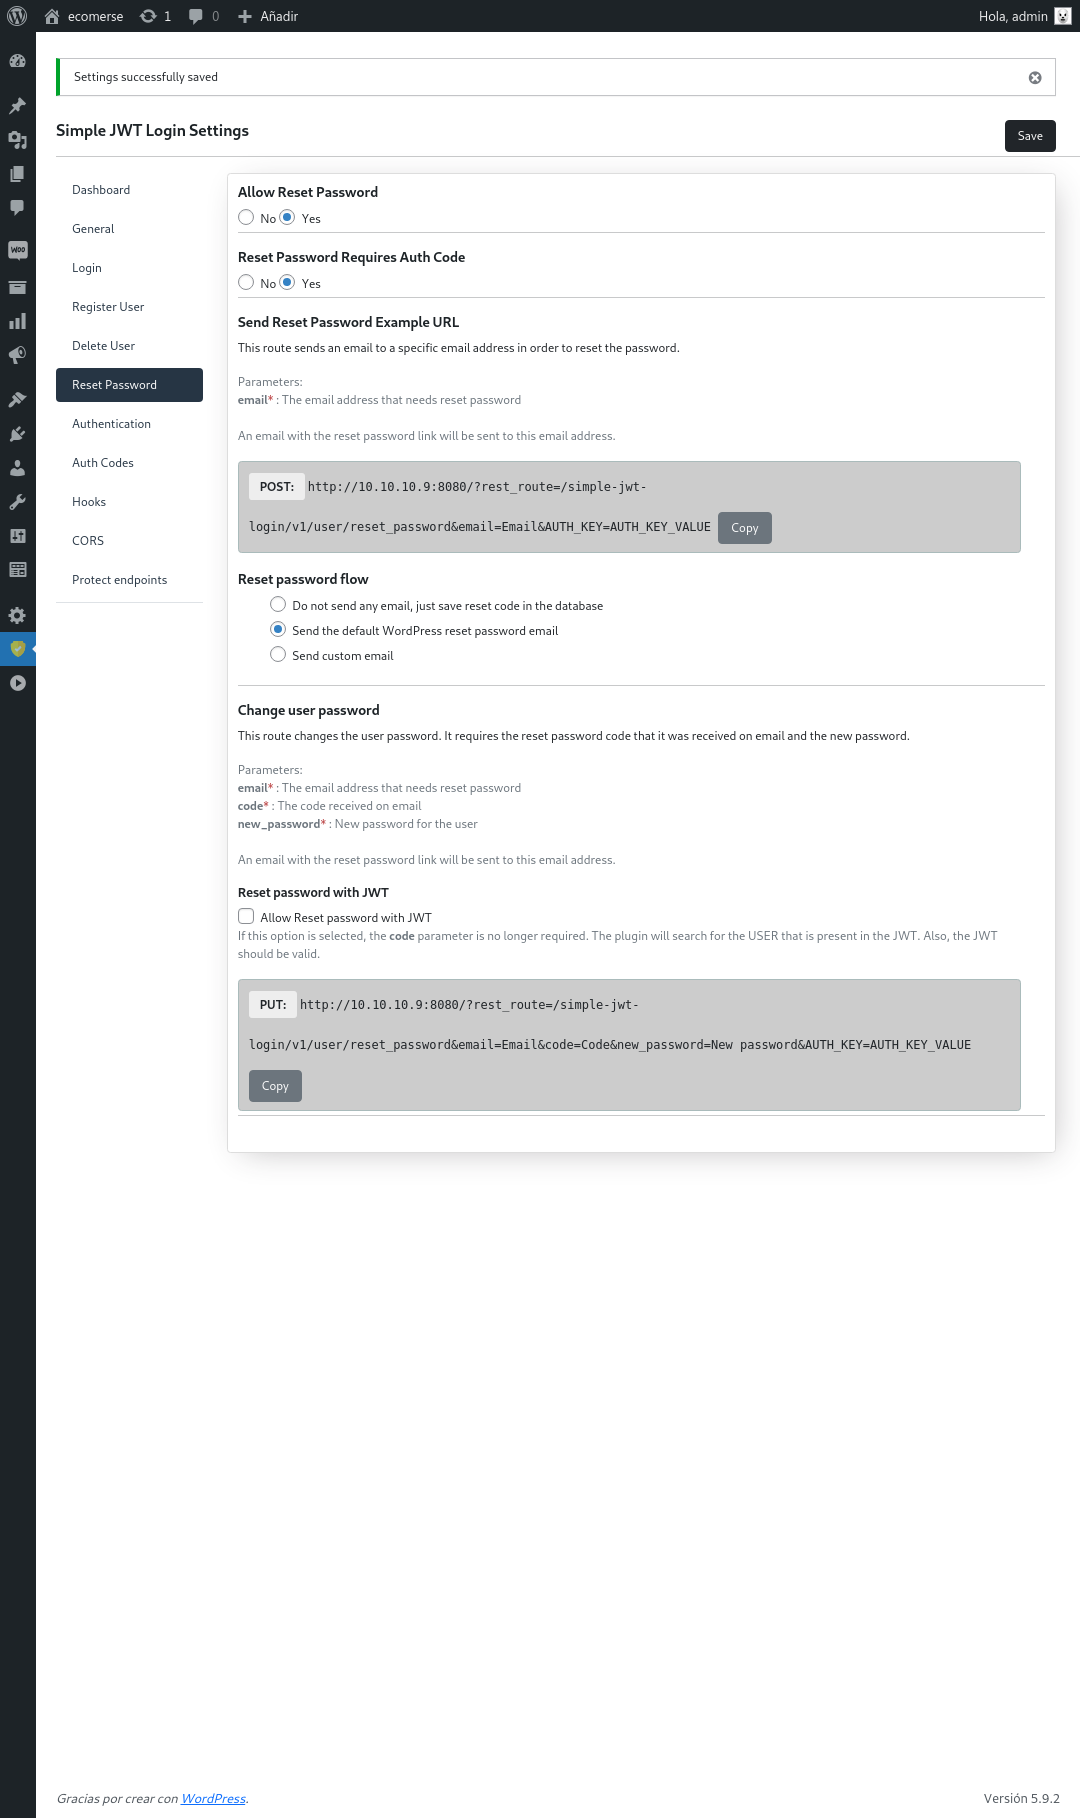 ecomerse 1 0 Añadir Hola, admin
Settings successfully saved
Simple JWT Login Settings
Save
Dashboard
General
Login
Register User
Delete User
Reset Password
Authentication
Auth Codes
Hooks
CORS
Protect endpoints
woo
Allow Reset Password
No Yes
Reset Password Requires Auth Code
No Yes
Send Reset Password Example URL
This route sends an email to a specific email address in order to reset the password.
Parameters:
email* : The email address that needs reset password
An email with the reset password link will be sent to this email address.
POST: http://10.10.10.9:8080/?rest_route=/simple-jwt-
login/v1/user/reset_password&email=Email&AUTH_KEY=AUTH_KEY_VALUE Copy
Reset password flow
Do not send any email, just save reset code in the database
Send the default WordPress reset password email
Send custom email
Change user password
This route changes the user password. It requires the reset password code that it was received on email and the new password.
Parameters:
email* : The email address that needs reset password
code* : The code received on email
new_password* : New password for the user
An email with the reset password link will be sent to this email address.
Reset password with JWT
Allow Reset password with JWT
If this option is selected, the code parameter is no longer required. The plugin will search for the USER that is present in the JWT. Also, the JWT
should be valid.
PUT: http://10.10.10.9:8080/?rest_route=/simple-jwt-
login/v1/user/reset_password&email=Email&code=Code&new_password=New password&AUTH_KEY=AUTH_KEY_VALUE
Copy
Gracias por crear con WordPress. Versión 5.9.2